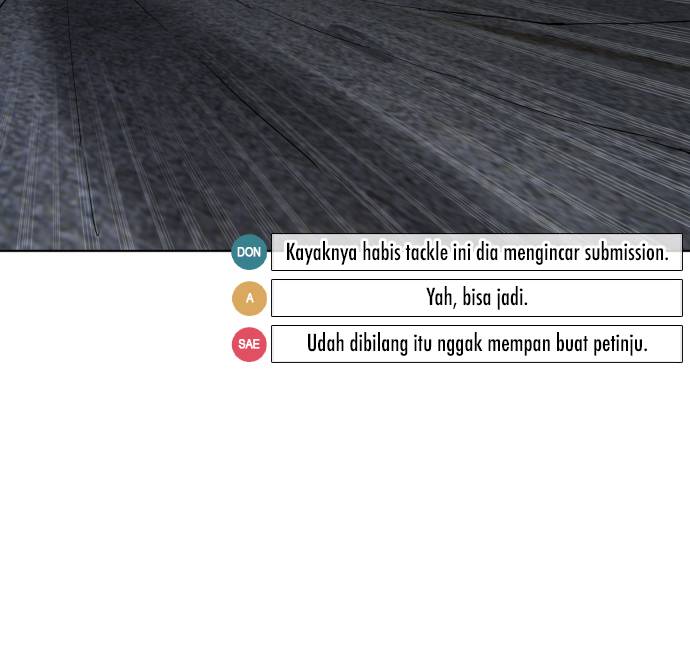 DON Kayaknya habis tackle ini dia mengincar submission.
A Yah, bisa jadi.
SAE Udah dibilang itu nggak mempan buat petinju.